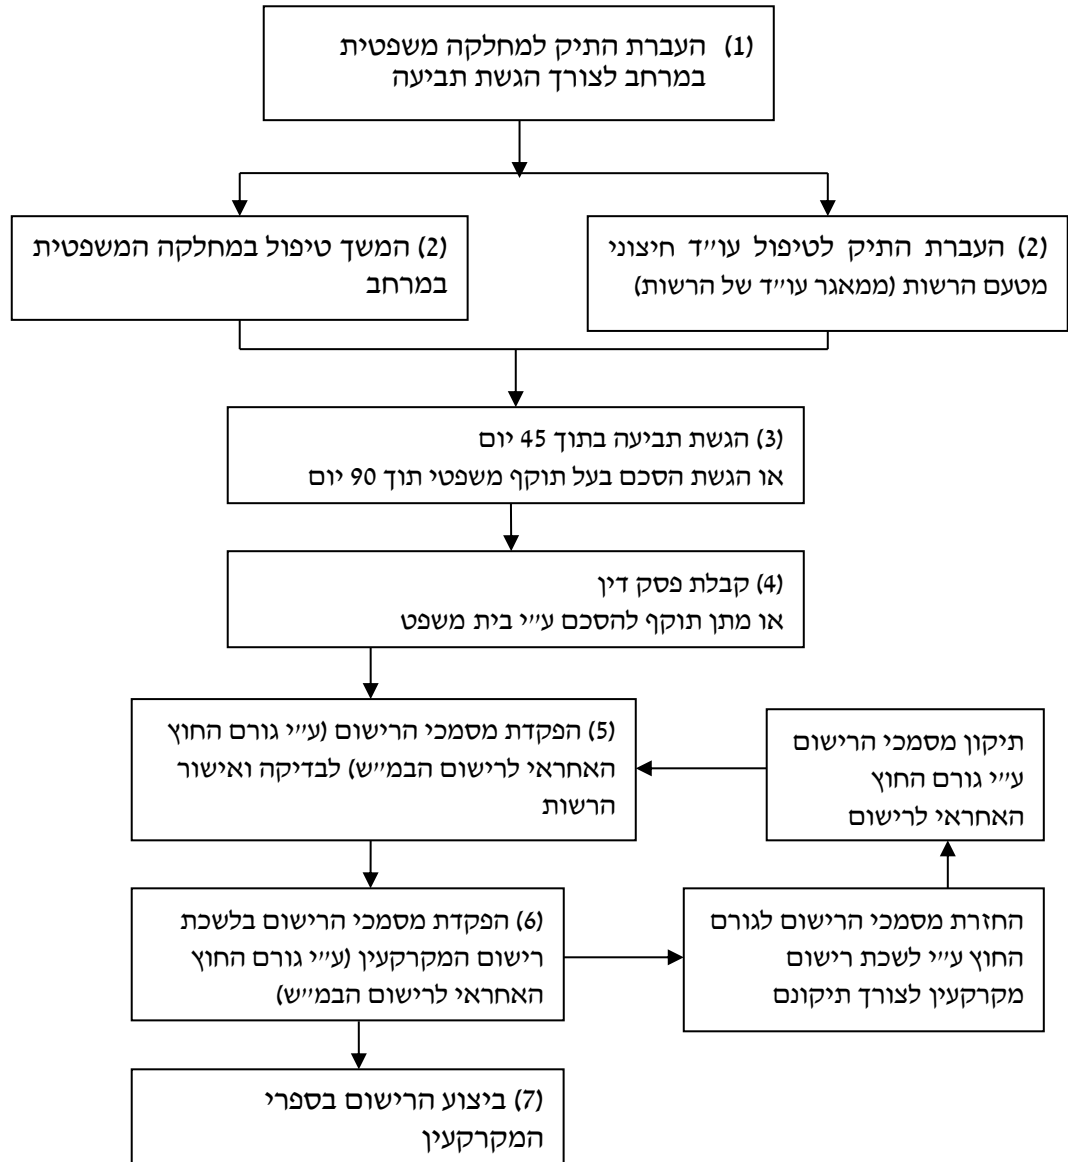 (1) העברת התיק למחלקה משפטית
במרחב לצורך הגשת תביעה
(2) העברת התיק לטיפול עו״ד חיצוני
מטעם הרשות (ממאגר עו״ד של הרשות)
(2) המשך טיפול במחלקה המשפטית
במרחב
(3) הגשת תביעה בתוך 45 יום
או הגשת הסכם בעל תוקף משפטי תוך 90 יום
(4) קבלת פסק דין
או מתן תוקף להסכם ע״י בית משפט
(5) הפקדת מסמכי הרישום (ע״י גורם החוץ
האחראי לרישום הבמ״ש) לבדיקה ואישור
הרשות
תיקון מסמכי הרישום
ע״י גורם החוץ
האחראי לרישום
(6) הפקדת מסמכי הרישום בלשכת
רישום המקרקעין (ע״י גורם החוץ
האחראי לרישום הבמ״ש)
החזרת מסמכי הרישום לגורם
החוץ ע״י לשכת רישום
מקרקעין לצורך תיקונם
(7) ביצוע הרישום בספרי
המקרקעין